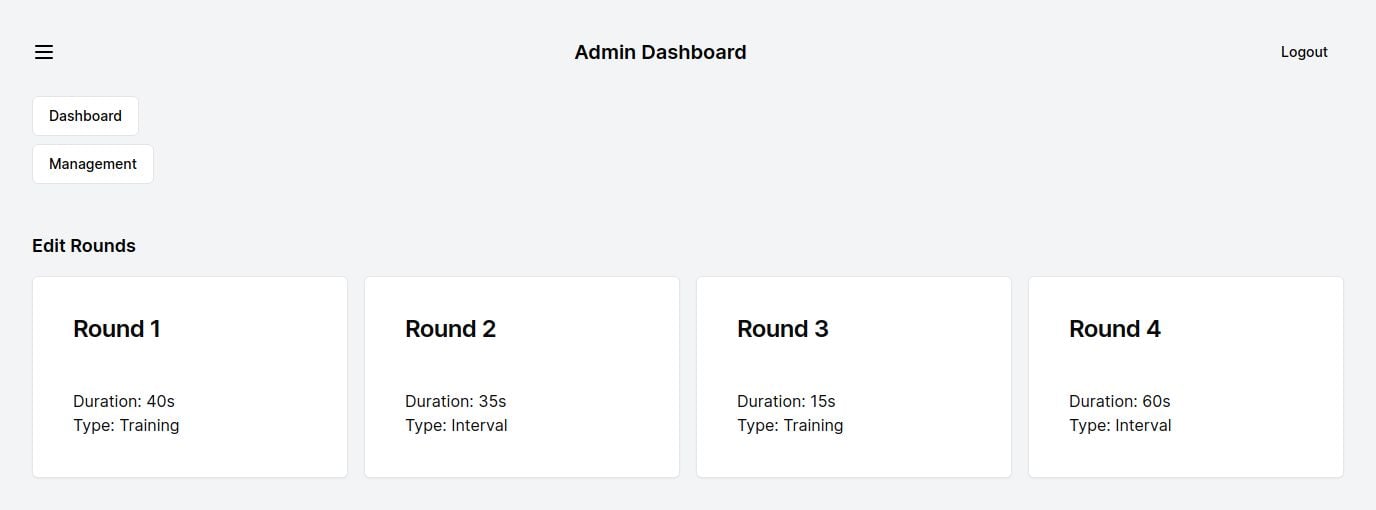 Admin Dashboard
Logout
Dashboard
Management
Edit Rounds
Round 1
Duration: 40s
Type: Training
Round 2
Duration: 35s
Type: Interval
Round 3
Duration: 15s
Type: Training
Round 4
Duration: 60s
Type: Interval